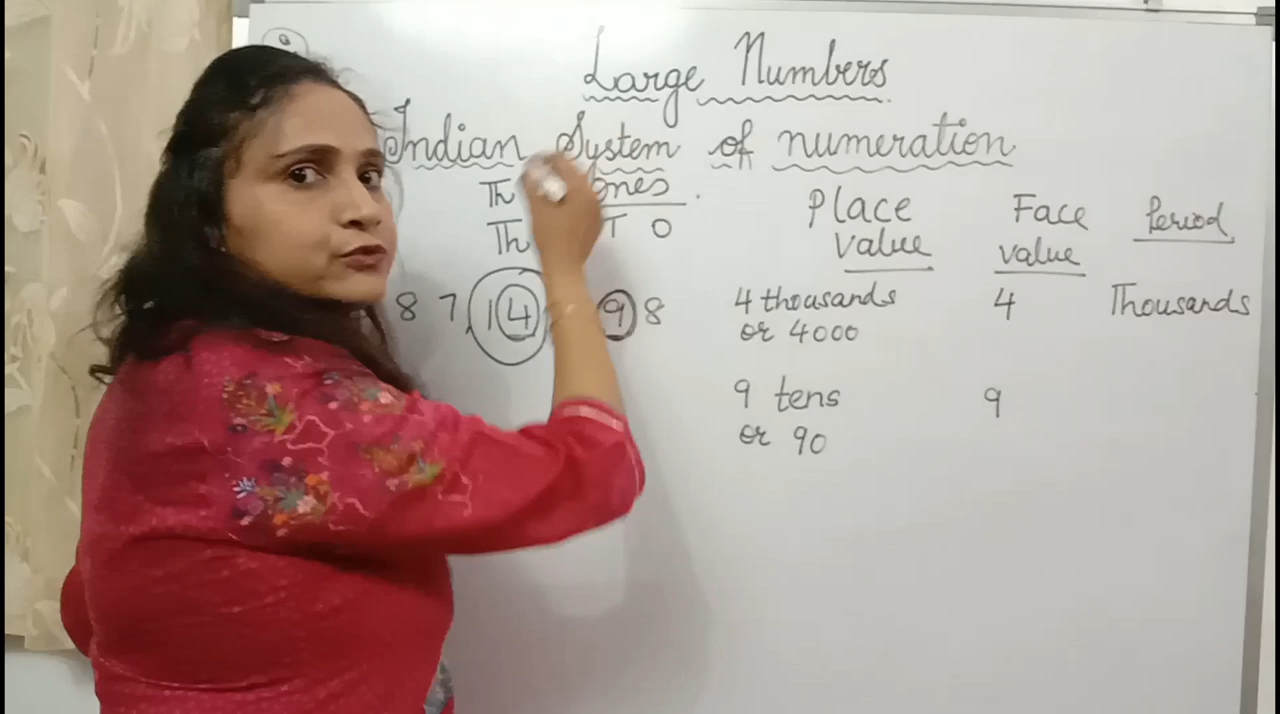 Large Numbers
Indian System of numeration
Th ones
Th T O
8 7, 1 4 9 8
Place value
Face value
Period
4 thousands or 4000
4
Thousands
9 tens or 90
9